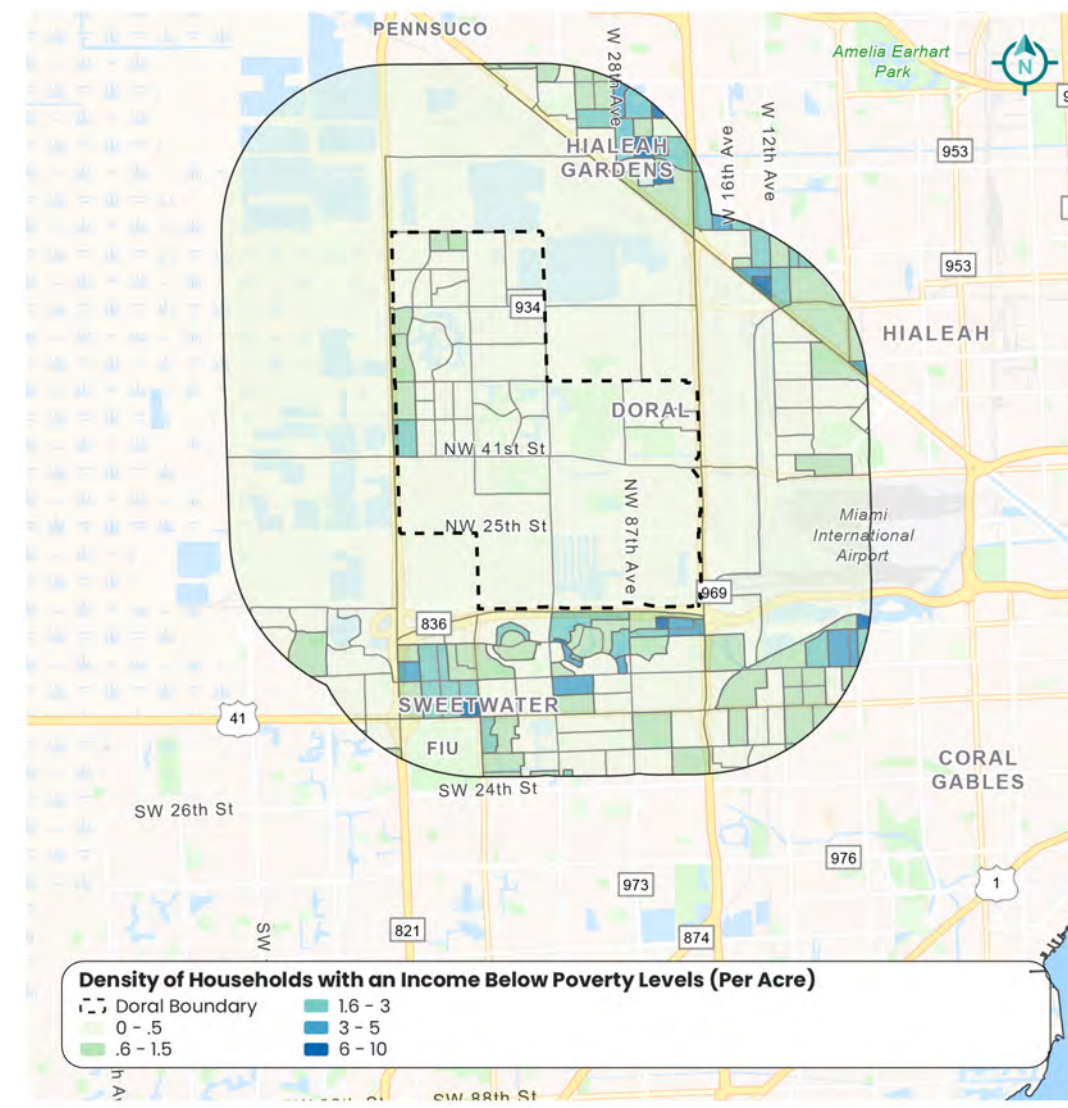 PENNSUCO
W 28th Ave
Amelia Earhart
Park
N
W 12th Ave
W 16th Ave
953
HIALEAH
GARDENS
953
934
HIALEAH
DORAL
NW 41st St
NW 87th Ave
Miami
International
Airport
NW 25th St
969
836
SWEETWATER
41
FIU
CORAL
GABLES
SW 24th St
SW 26th St
976
973
1
821
SW
874
Density of Households with an Income Below Poverty Levels (Per Acre)
Doral Boundary
0 - .5
.6 - 1.5
1.6 - 3
3 - 5
6 - 10
SW 88th St